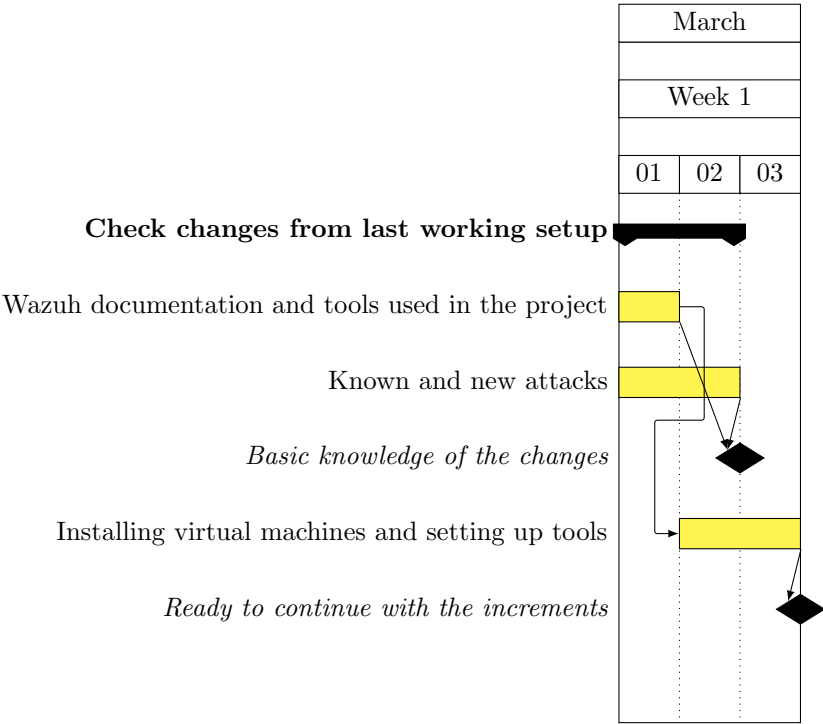 March
Week 1
01 02 03
Check changes from last working setup
Wazuh documentation and tools used in the project
Known and new attacks
Basic knowledge of the changes
Installing virtual machines and setting up tools
Ready to continue with the increments